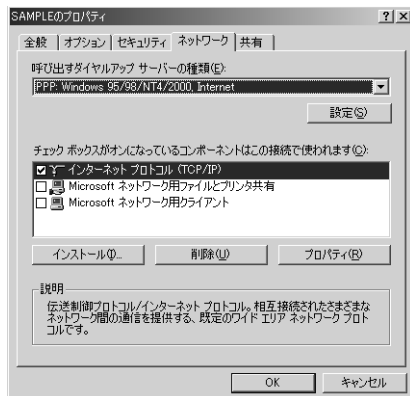 SAMPLEのプロパティ
全般 オプション セキュリティ ネットワーク 共有
呼び出すダイヤルアップ サーバーの種類(E):
PPP: Windows 95/98/NT4/2000, Internet
設定(S)
チェック ボックスがオンになっているコンポーネントはこの接続で使われます(C):
インターネット プロトコル (TCP/IP)
Microsoft ネットワーク用ファイルとプリンタ共有
Microsoft ネットワーク用クライアント
インストール(I)... 削除(U) プロパティ(R)
説明
伝送制御プロトコル/インターネット プロトコル。相互接続されたさまざまな
ネットワーク間の通信を提供する、既定のワイド エリア ネットワーク プロト
コルです。
OK キャンセル